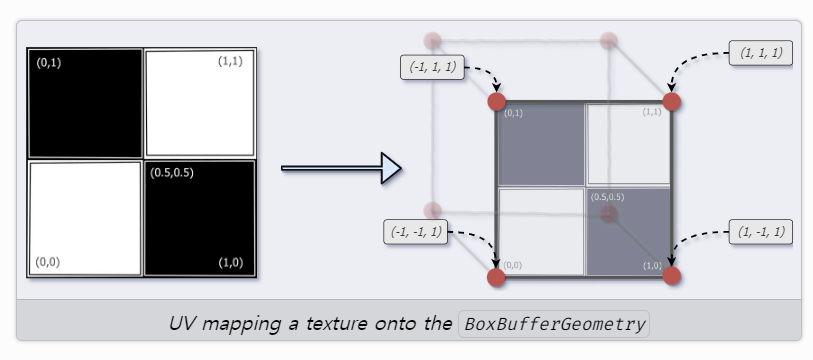 (0,1)
(1,1)
(0.5,0.5)
(0,0)
(1,0)
(-1, 1, 1)
(1, 1, 1)
(0,1)
(1,1)
(0.5,0.5)
(-1, -1, 1)
(1, -1, 1)
(0,0)
(1,0)
UV mapping a texture onto the BoxBufferGeometry